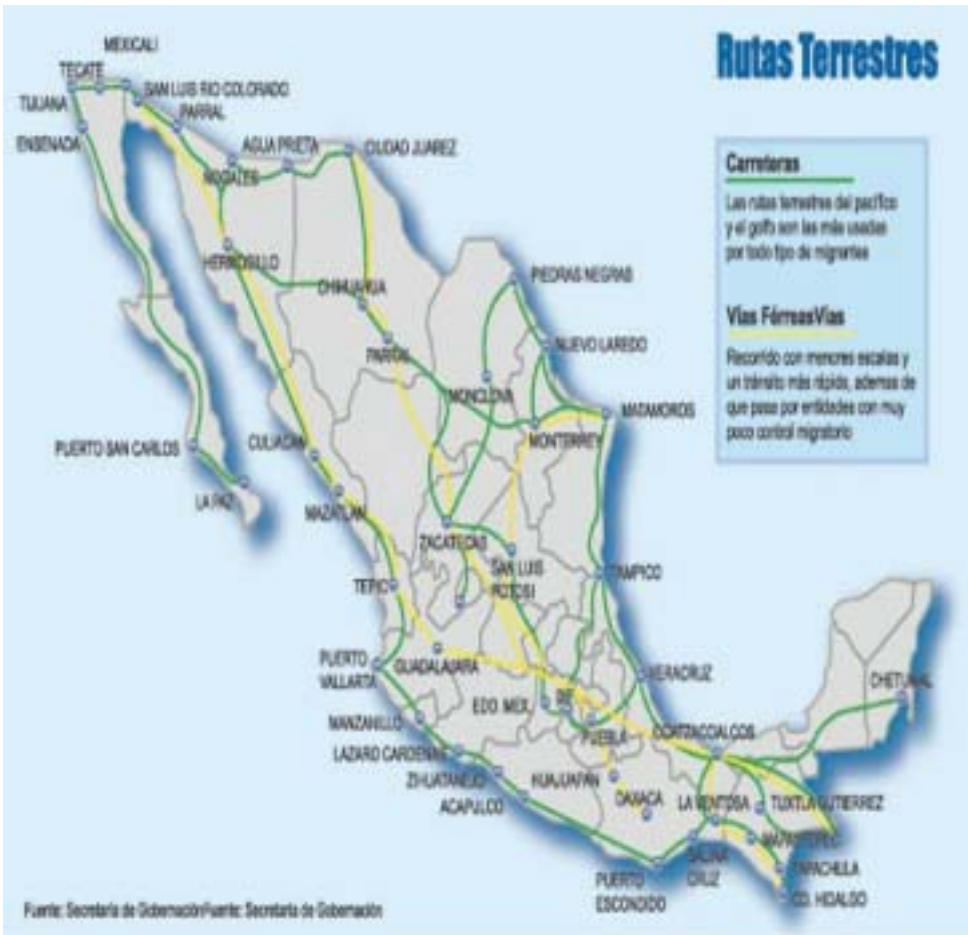 Rutas Terrestres
Carreteras
Las rutas terrestres del pacífico
y el golfo son las más usadas
por todo tipo de migrantes
Vías FérreasVías
Recorrido con menores escalas y
un tránsito más rápido, ademas de
que pasa por entidades con muy
poco control migratorio
MEXICALI
TECATE
SAN LUIS RIO COLORADO
TIJUANA
PARRAL
ENSENADA
AGUA PRETA
CIUDAD JUAREZ
NOGALES
HERMOSILLO
CHIHUAHUA
PIEDRAS NEGRAS
PARRAL
NUEVO LAREDO
MONCLOVA
MATAMOROS
MONTERREY
CULIACAN
PUERTO SAN CARLOS
LA PAZ
MAZATLAN
ZACATECAS
SAN LUIS
POTOSI
TAMPICO
TEPIC
PUERTO
VALLARTA
GUADALAJARA
VERACRUZ
CHETUMAL
EDO. MEX.
DF
MANZANILLO
PUEBLA
COATZACOALCOS
LAZARO CARDENAS
ZIHUATANEJO
HUAJUAPAN
ACAPULCO
OAXACA
LA VENTOSA
TUXTLA GUTIERREZ
MAPASTEPEC
SALINA
CRUZ
TAPACHULA
PUERTO
ESCONDIDO
CD. HIDALGO
Fuente: Secretaría de GobernaciónFuente: Secretaría de Gobernación